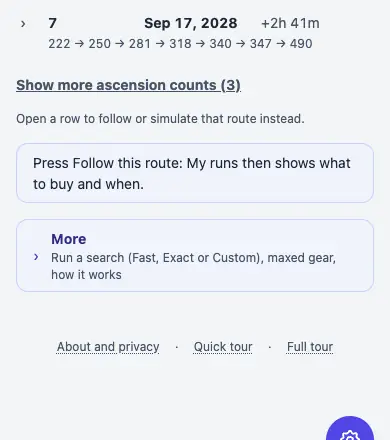 › 7 Sep 17, 2028 +2h 41m
222 → 250 → 281 → 318 → 340 → 347 → 490
Show more ascension counts (3)
Open a row to follow or simulate that route instead.
Press Follow this route: My runs then shows what
to buy and when.
More
› Run a search (Fast, Exact or Custom), maxed gear,
how it works
About and privacy · Quick tour · Full tour